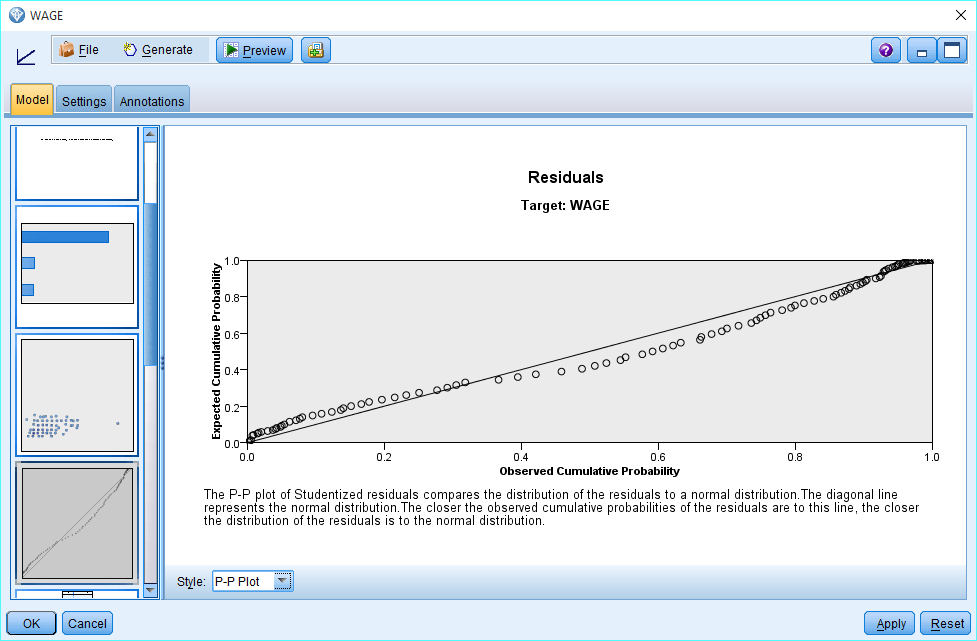 WAGE
File Generate Preview
Model Settings Annotations
Residuals
Target: WAGE
Expected Cumulative Probability
1.0
0.8
0.6
0.4
0.2
0.0
0.0 0.2 0.4 0.6 0.8 1.0
Observed Cumulative Probability
The P-P plot of Studentized residuals compares the distribution of the residuals to a normal distribution.The diagonal line
represents the normal distribution.The closer the observed cumulative probabilities of the residuals are to this line, the closer
the distribution of the residuals is to the normal distribution.
Style: P-P Plot
OK Cancel Apply Reset